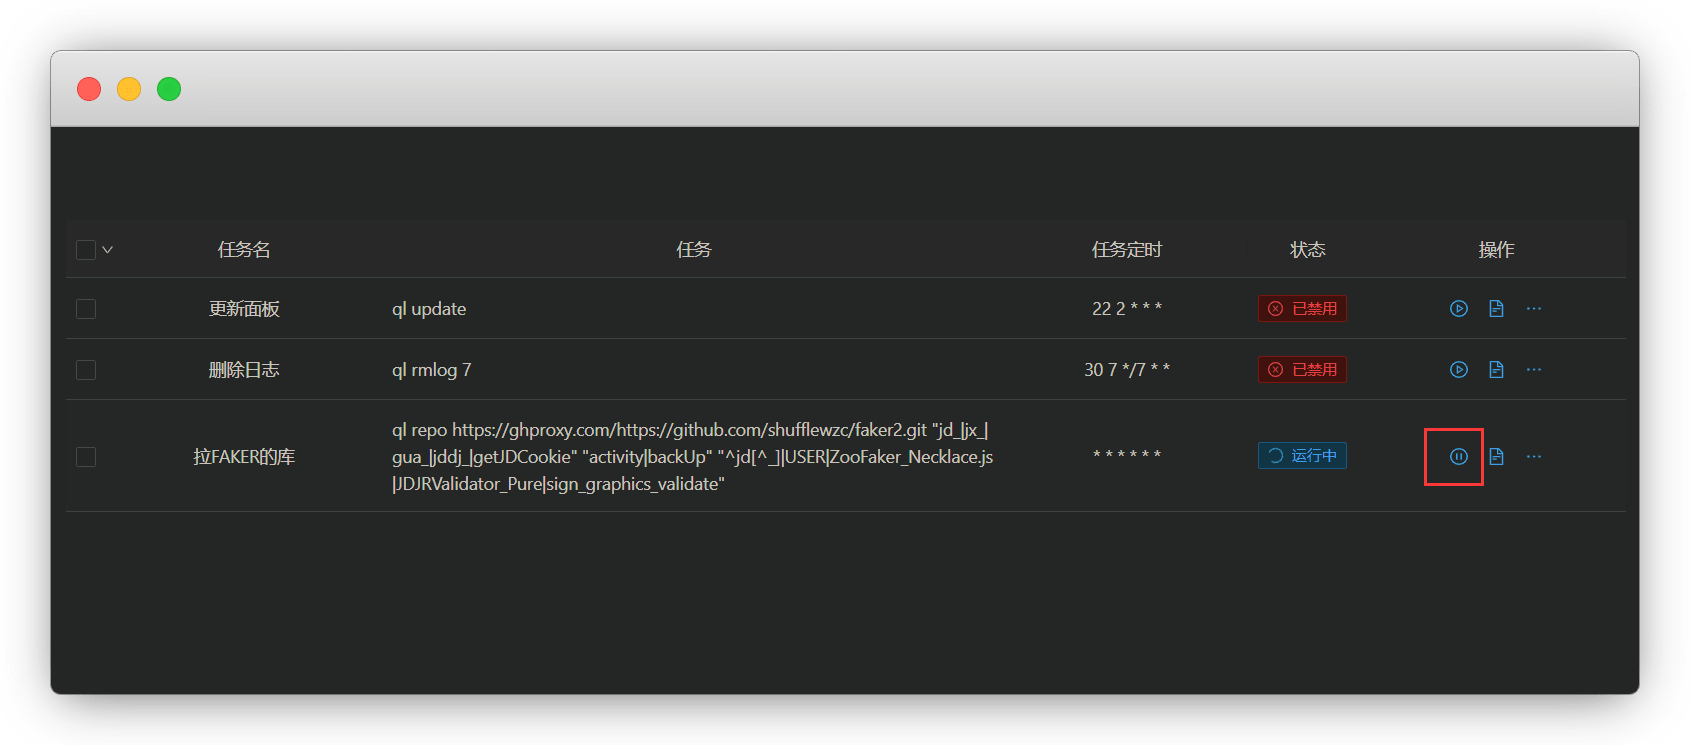 任务名 任务 任务定时 状态 操作
更新面板 ql update 22 2 * * * 已禁用
删除日志 ql rmlog 7 30 7 */7 * * 已禁用
ql repo https://ghproxy.com/https://github.com/shufflewzc/faker2.git "jd_|jx_|
拉FAKER的库 gua_|jddj_|getJDCookie" "activity|backUp" "^jd[^_]|USER|ZooFaker_Necklace.js * * * * * * 运行中
|JDJRValidator_Pure|sign_graphics_validate"